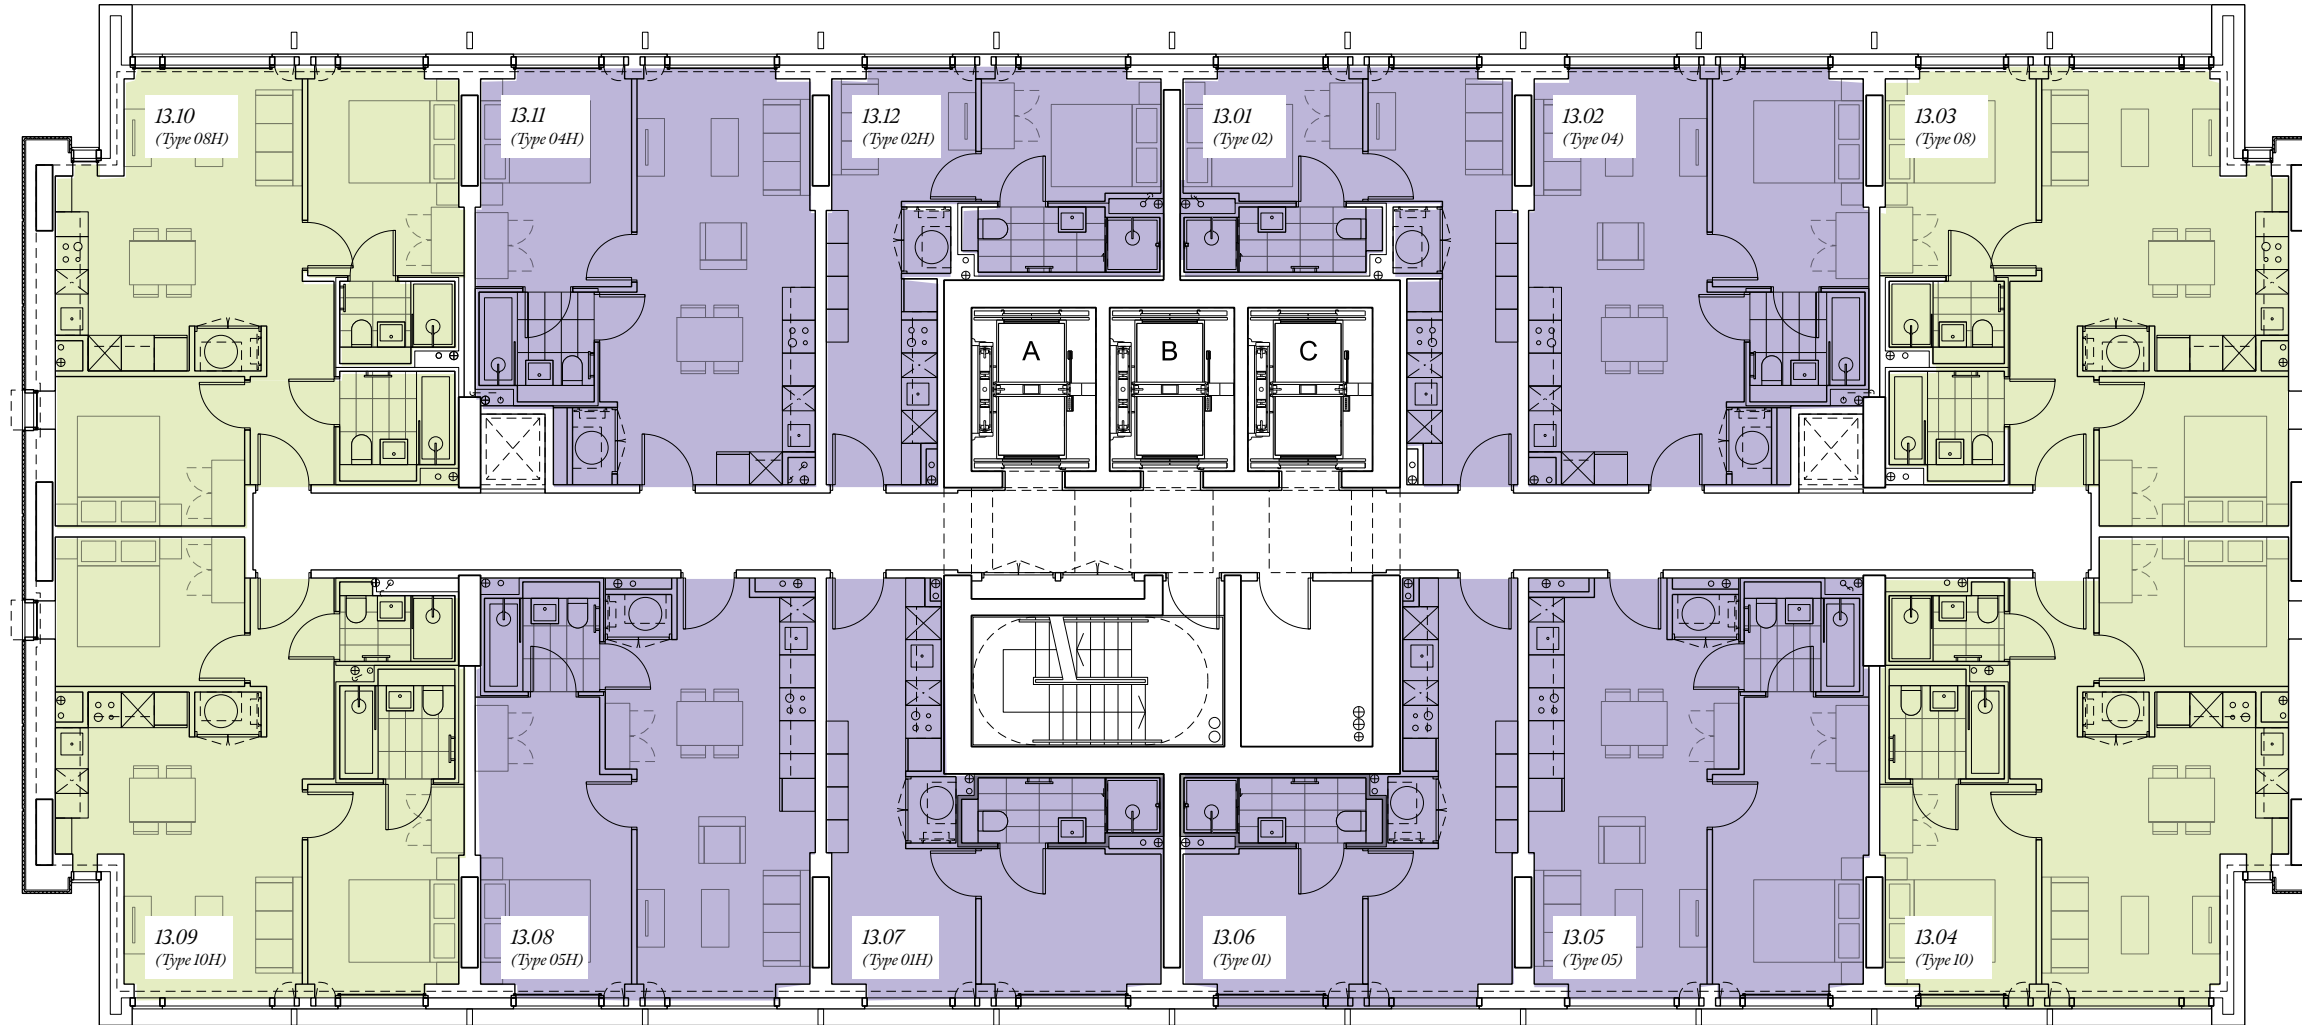 13.10
(Type 08H)
13.11
(Type 04H)
13.12
(Type 02H)
13.01
(Type 02)
13.02
(Type 04)
13.03
(Type 08)
A
B
C
13.09
(Type 10H)
13.08
(Type 05H)
13.07
(Type 01H)
13.06
(Type 01)
13.05
(Type 05)
13.04
(Type 10)